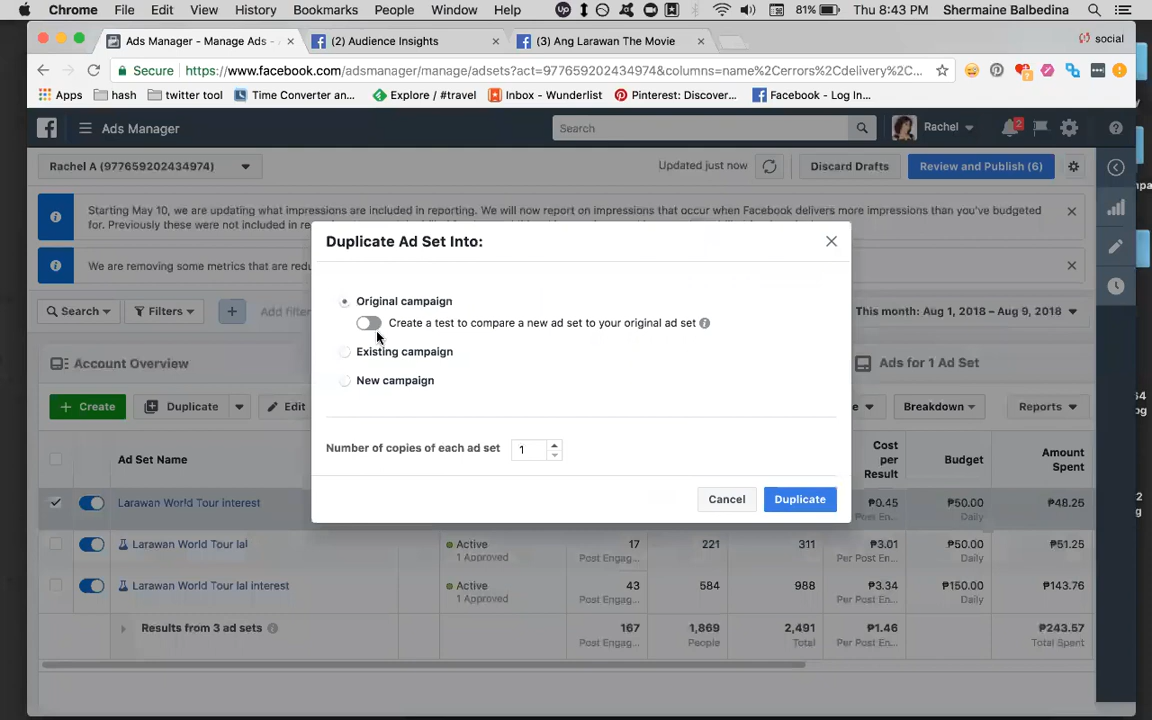 Chrome File Edit View History Bookmarks People Window Help 81% Thu 8:43 PM Shermaine Balbedina
Ads Manager - Manage Ads - (2) Audience Insights (3) Ang Larawan The Movie social
Secure https://www.facebook.com/adsmanager/manage/adsets?act=977659202434974&columns=name%2Cerrors%2Cdelivery%2C...
Apps hash twitter tool Time Converter an... Explore / #travel Inbox - Wunderlist Pinterest: Discover... Facebook - Log In...
Ads Manager Search Rachel 2
Rachel A (977659202434974) Updated just now Discard Drafts Review and Publish (6)
Starting May 10, we are updating what impressions are included in reporting. We will now report on impressions that occur when Facebook delivers more impressions than you've budgeted
for. Previously these were not included in re
Duplicate Ad Set Into:
We are removing some metrics that are redu
Original campaign
Search Filters Add filter This month: Aug 1, 2018 – Aug 9, 2018
Create a test to compare a new ad set to your original ad set
Existing campaign
Account Overview Ads for 1 Ad Set
New campaign
Create Duplicate Edit Breakdown Reports
Number of copies of each ad set 1
Ad Set Name Cost per Result Budget Amount Spent
Cancel Duplicate
Larawan World Tour interest ₱0.45 ₱50.00 ₱48.26
Post En... Daily
Larawan World Tour lal Active 17 221 311 ₱3.01 ₱50.00 ₱51.25
1 Approved Post Engag... Per Post En... Daily
Larawan World Tour lal interest Active 43 584 988 ₱3.34 ₱150.00 ₱143.76
1 Approved Post Engag... Per Post En... Daily
Results from 3 ad sets 167 1,869 2,491 ₱1.46 ₱243.57
Post Engag... People Total Per Post En... Total Spent